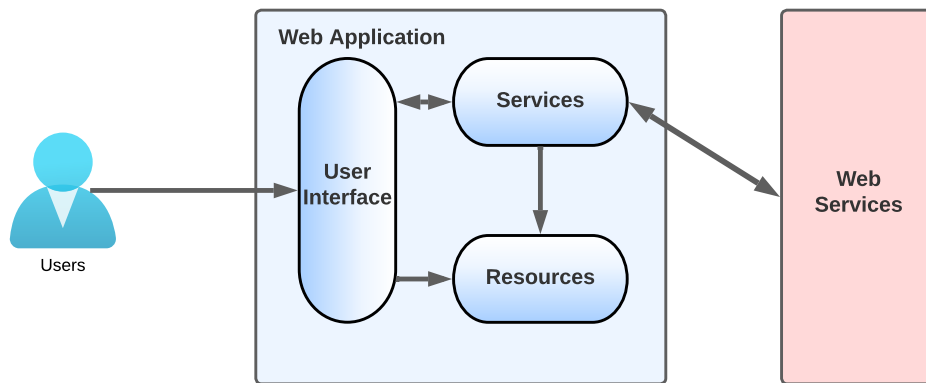 Web Application
Services
User
Interface
Web
Services
Users
Resources